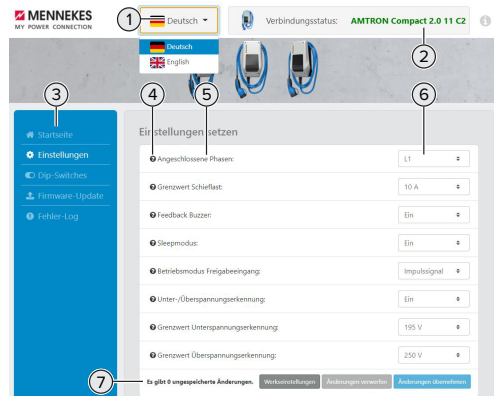 MENNEKES
MY POWER CONNECTION
1
Deutsch
Verbindungsstatus: AMTRON Compact 2.0 11 C2
Deutsch
English
2
3
4
5
6
Startseite
Einstellungen
Dip-Switches
Firmware-Update
Fehler-Log
Einstellungen setzen
Angeschlossene Phasen: L1
Grenzwert Schieflast: 10 A
Feedback Buzzer: Ein
Sleepmodus: Ein
Betriebsmodus Freigabeeingang: Impulssignal
Unter-/Überspannungserkennung: Ein
Grenzwert Unterspannungserkennung: 195 V
Grenzwert Überspannungserkennung: 250 V
7
Es gibt 0 ungespeicherte Änderungen. Werkseinstellungen Änderungen verwerfen Änderungen übernehmen